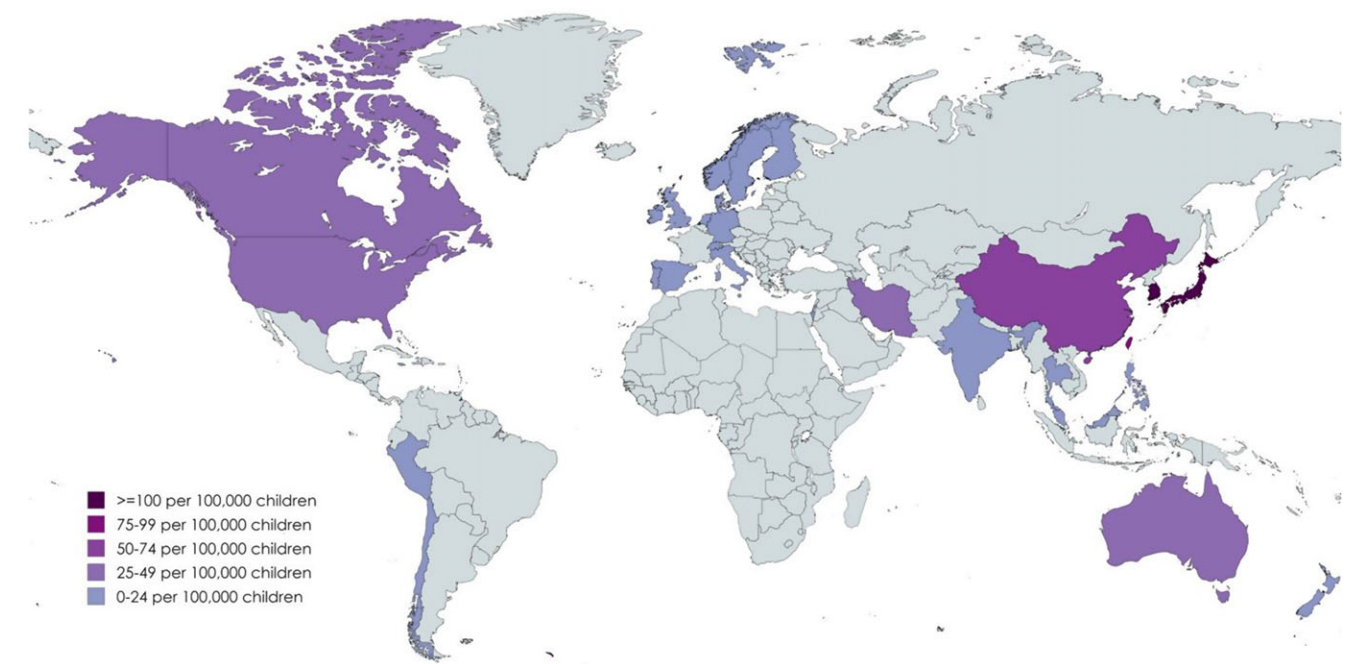 >=100 per 100,000 children
75-99 per 100,000 children
50-74 per 100,000 children
25-49 per 100,000 children
0-24 per 100,000 children